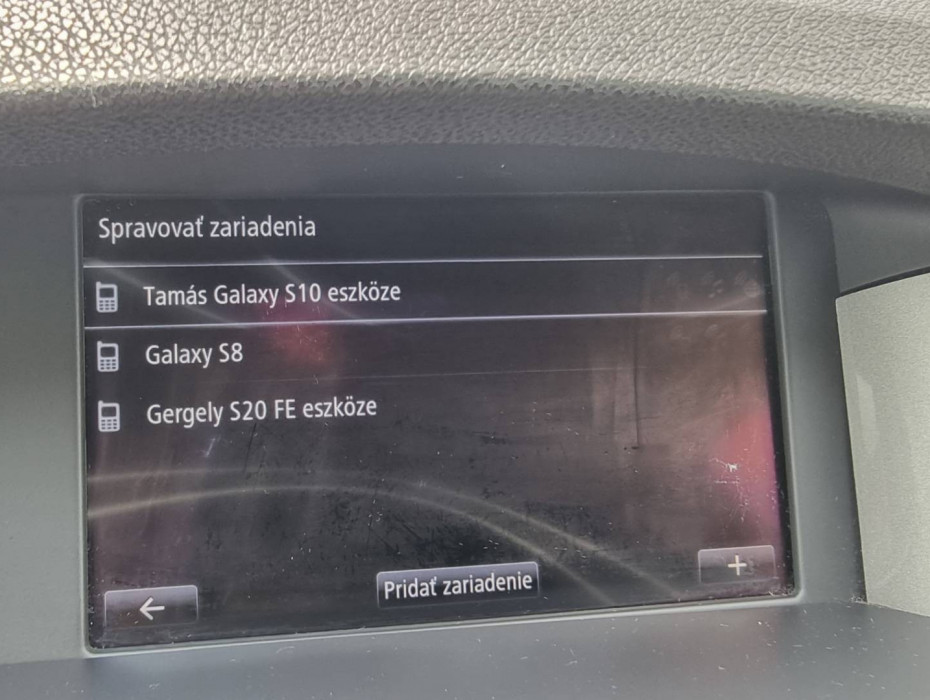 Spravovať zariadenia
Tamás Galaxy S10 eszköze
Galaxy S8
Gergely S20 FE eszköze
Pridať zariadenie
+